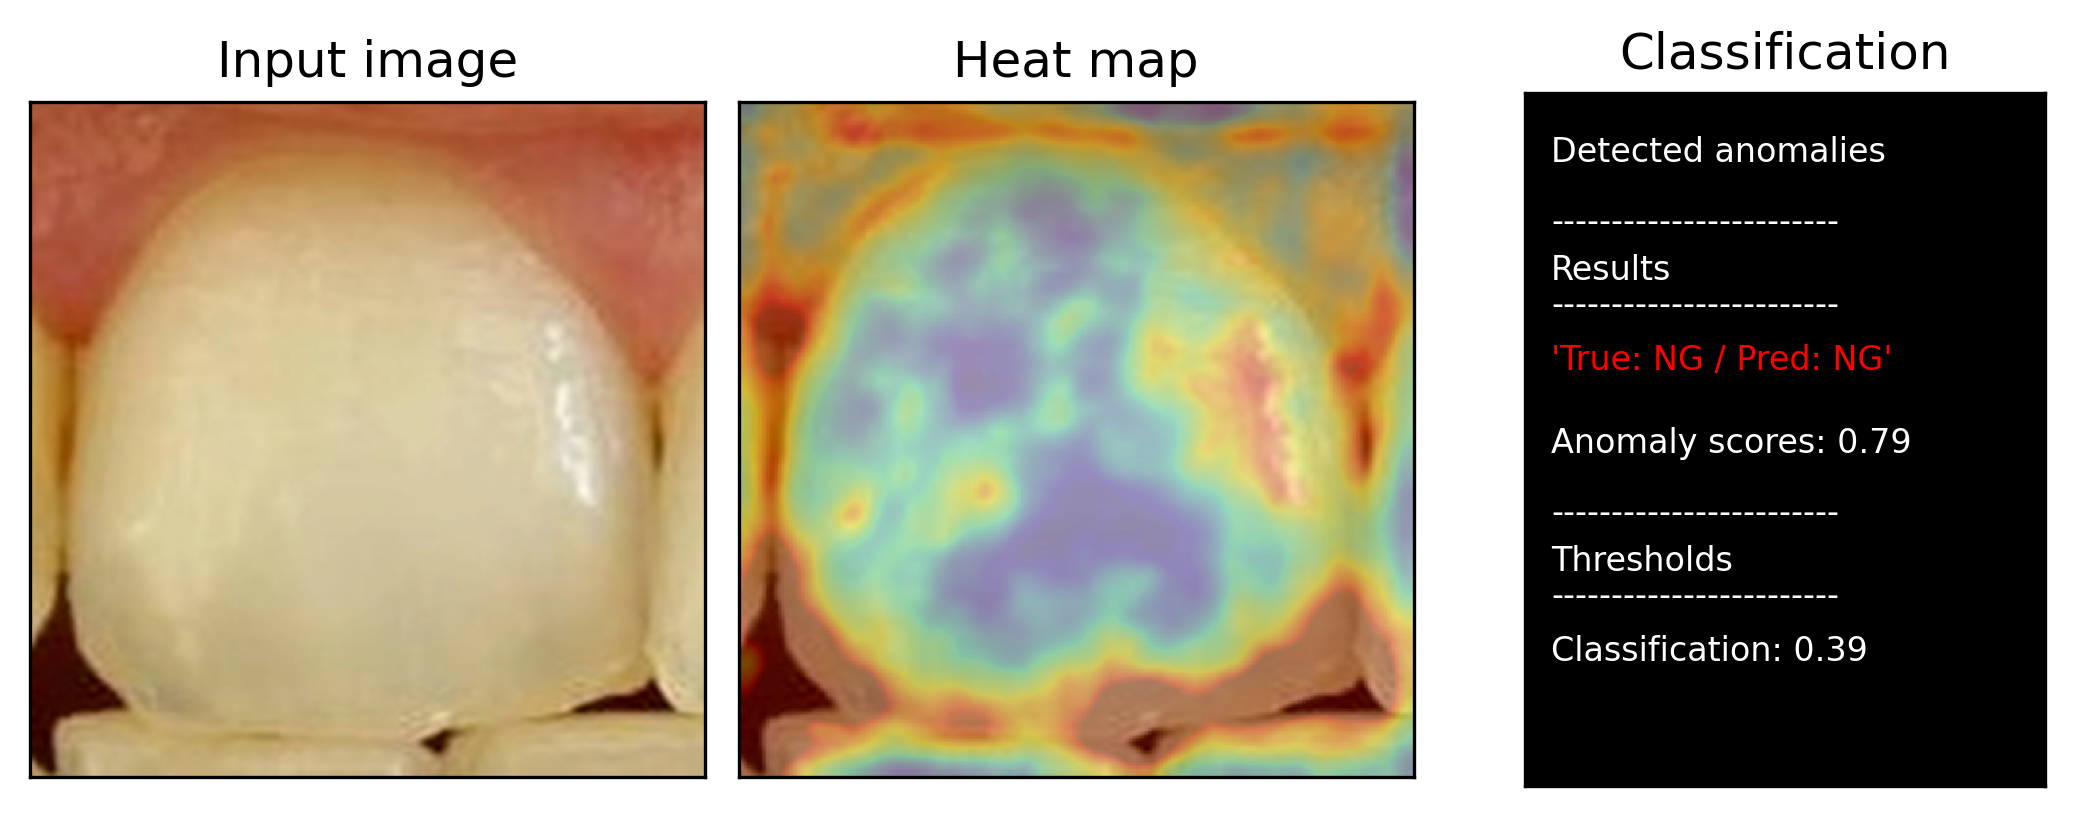 Input image
Heat map
Classification
Detected anomalies
------------------------
Results
------------------------
'True: NG / Pred: NG'
Anomaly scores: 0.79
------------------------
Thresholds
------------------------
Classification: 0.39